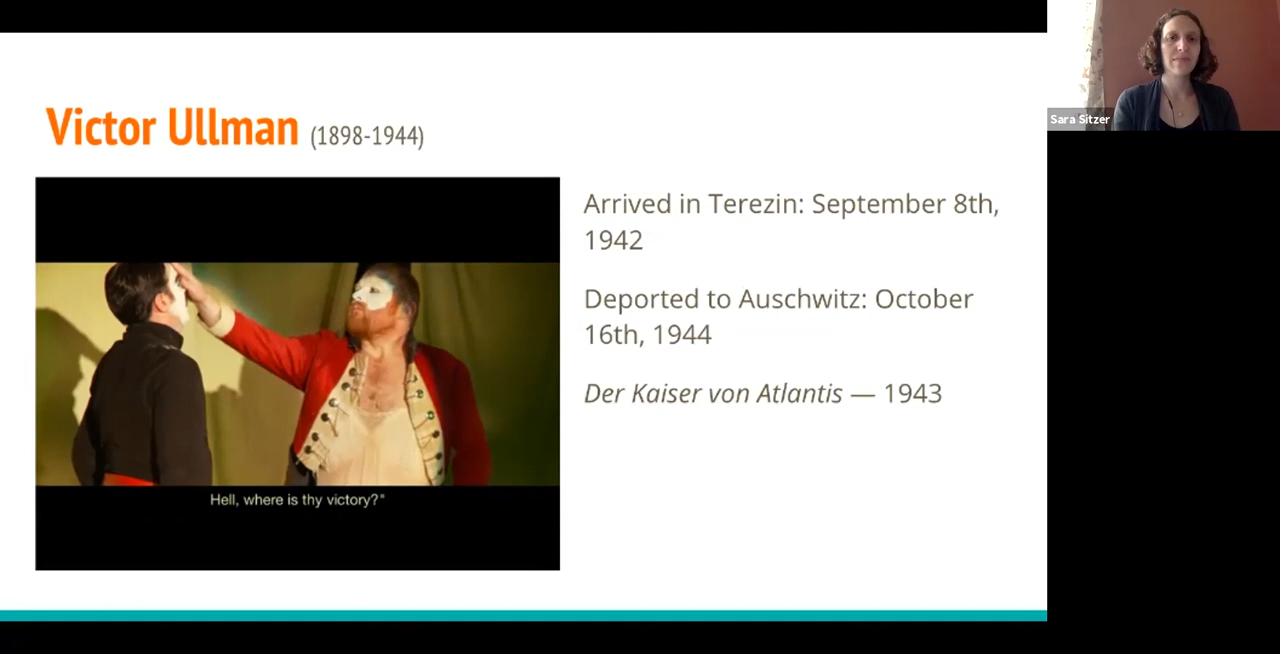 Victor Ullman (1898-1944)
Arrived in Terezin: September 8th,
1942
Deported to Auschwitz: October
16th, 1944
Der Kaiser von Atlantis — 1943
Hell, where is thy victory?"
Sara Sitzer